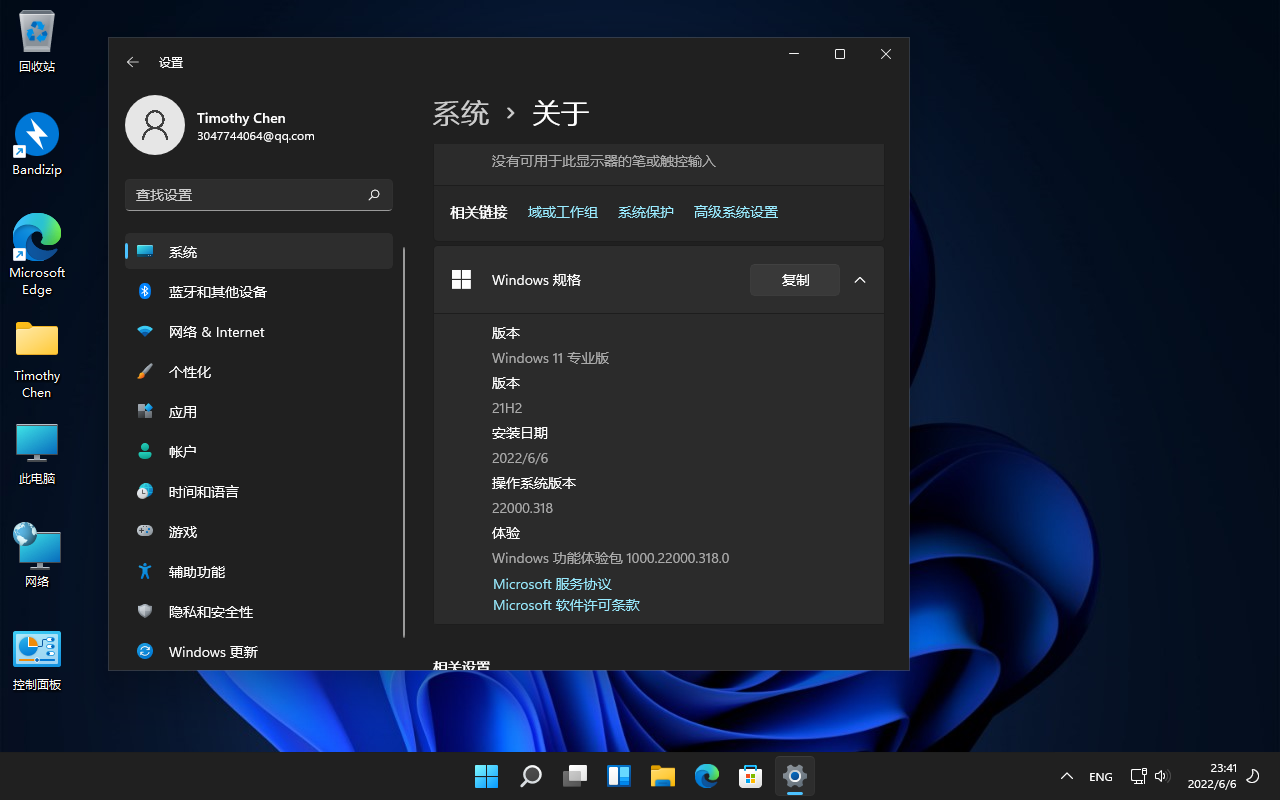 回收站
Bandizip
Microsoft
Edge
Timothy
Chen
此电脑
网络
控制面板
设置
Timothy Chen
3047744064@qq.com
查找设置
系统
蓝牙和其他设备
网络 & Internet
个性化
应用
帐户
时间和语言
游戏
辅助功能
隐私和安全性
Windows 更新
系统 › 关于
没有可用于此显示器的笔或触控输入
相关链接 域或工作组 系统保护 高级系统设置
Windows 规格 复制
版本
Windows 11 专业版
版本
21H2
安装日期
2022/6/6
操作系统版本
22000.318
体验
Windows 功能体验包 1000.22000.318.0
Microsoft 服务协议
Microsoft 软件许可条款
相关设置
ENG
23:41
2022/6/6